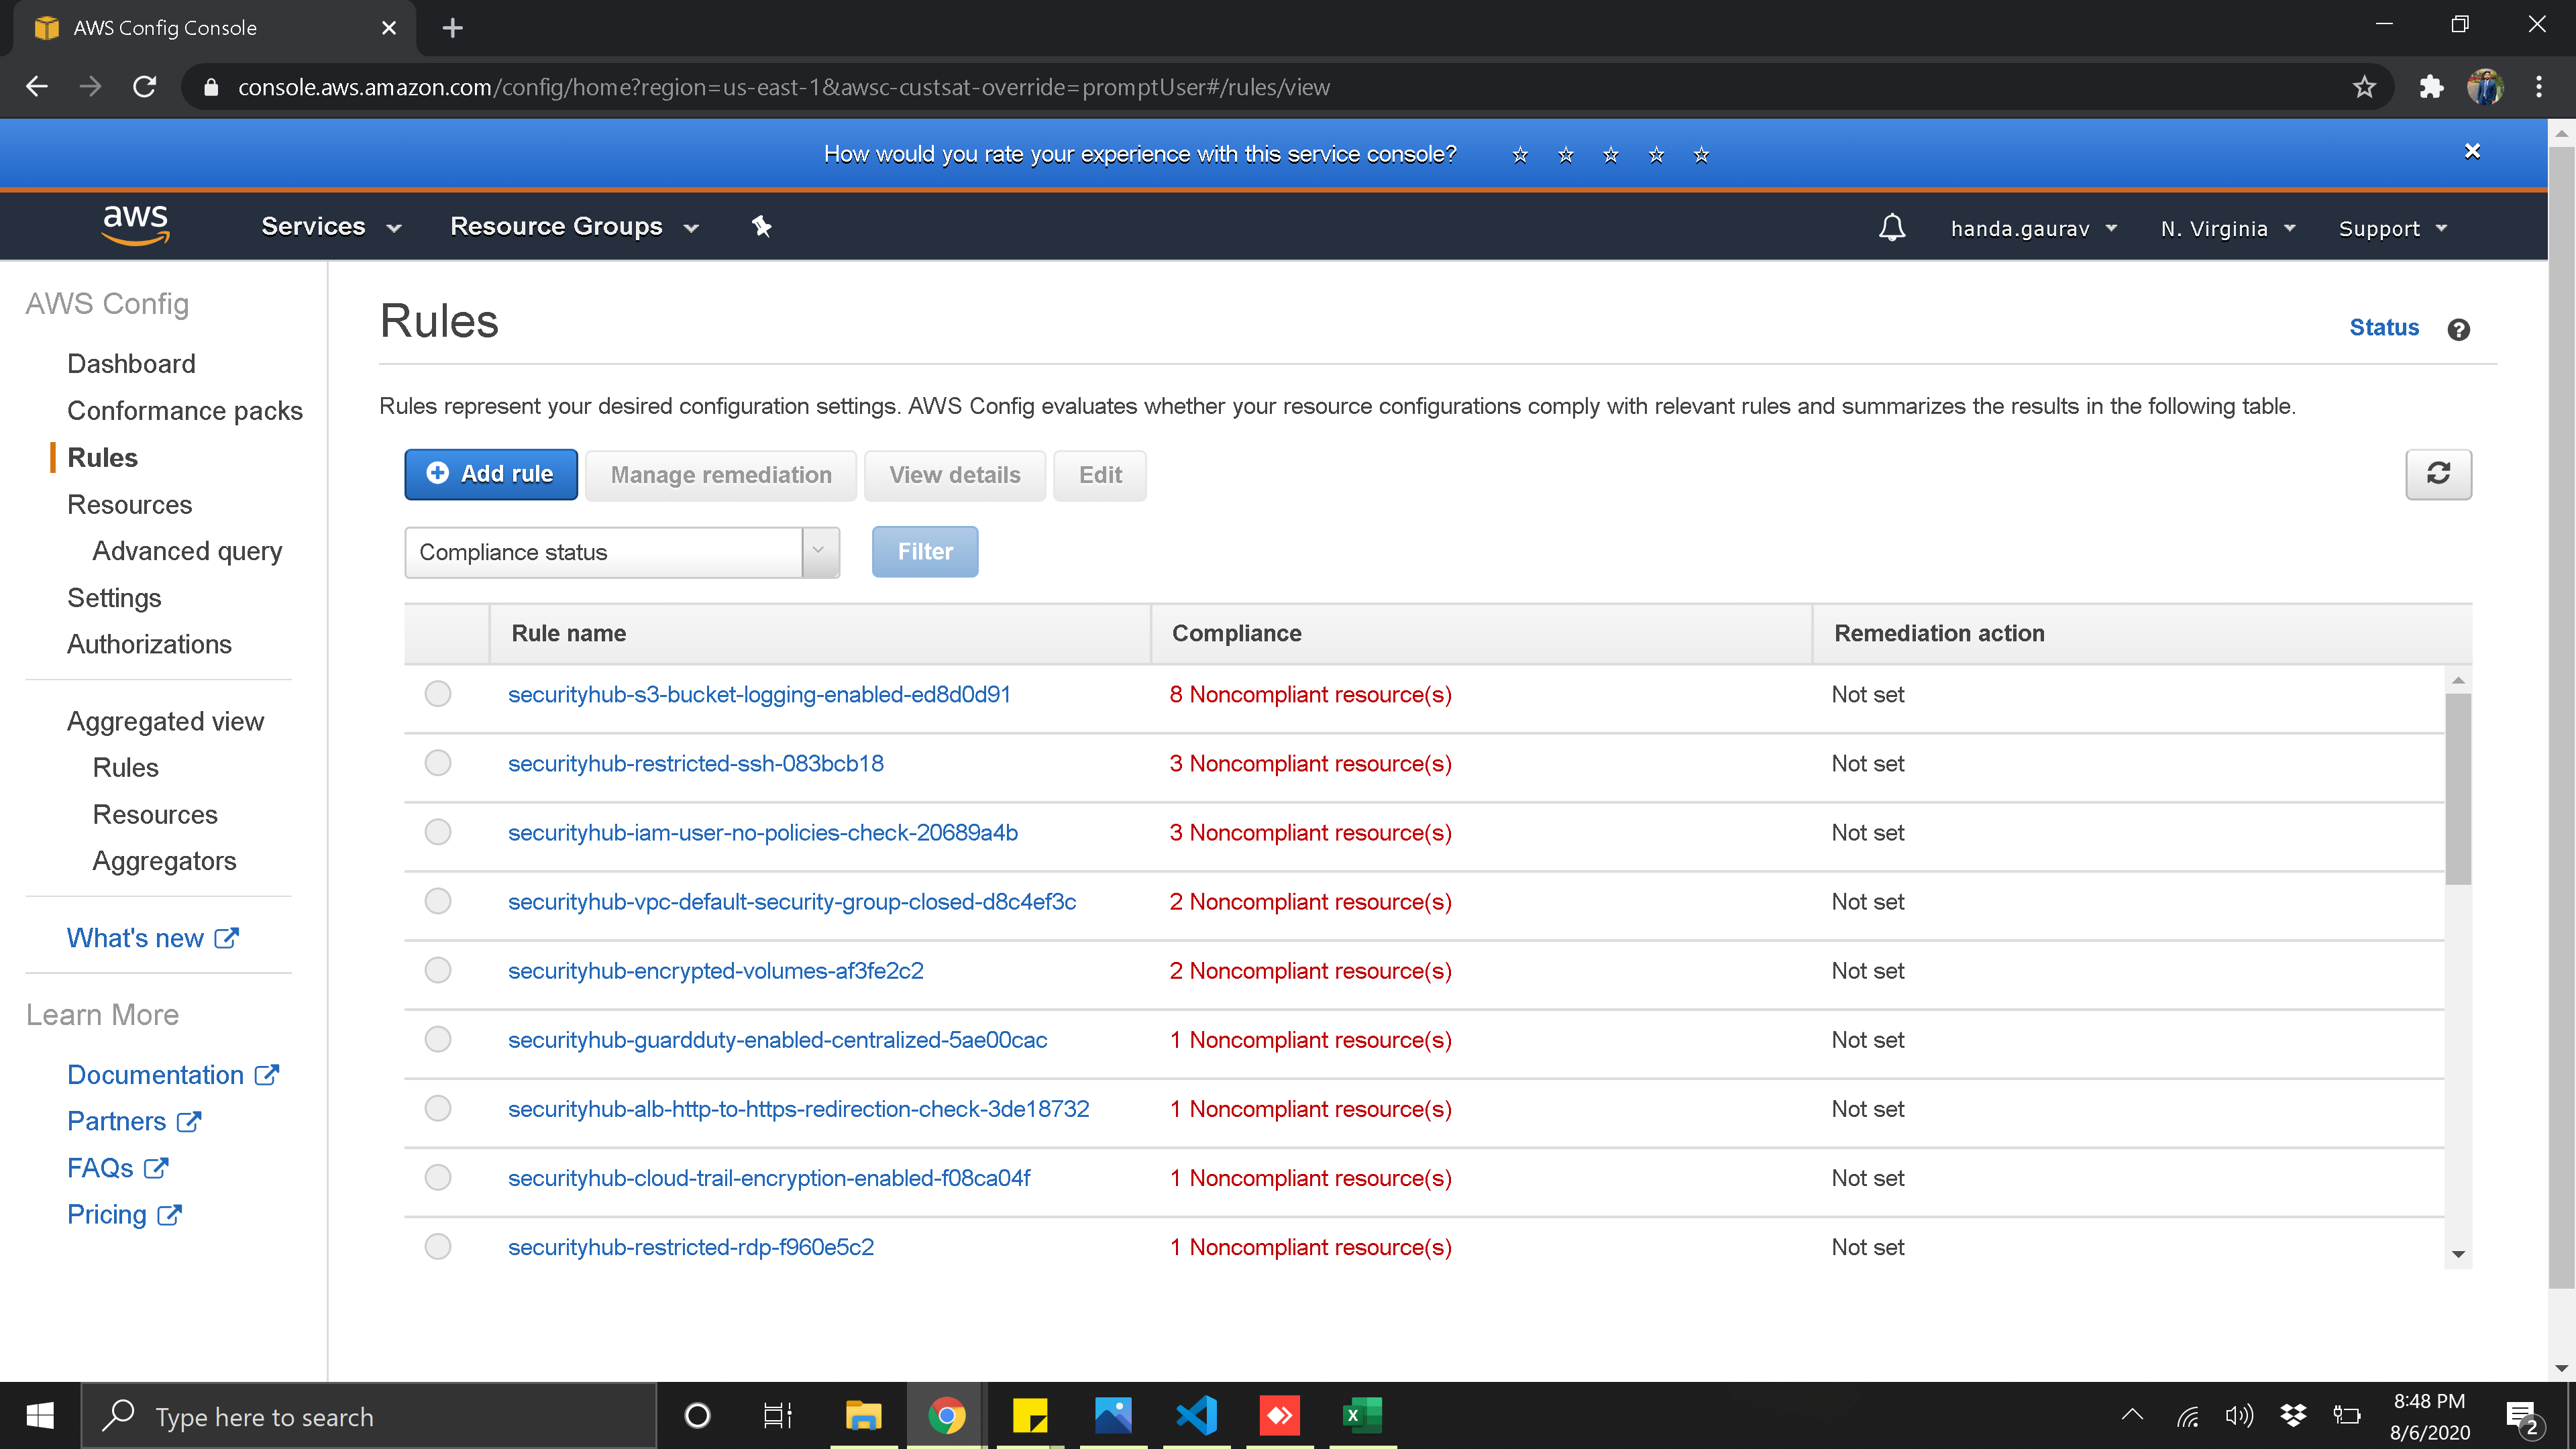 AWS Config Console
console.aws.amazon.com/config/home?region=us-east-1&awsc-custsat-override=promptUser#/rules/view
How would you rate your experience with this service console?
aws Services Resource Groups handa.gaurav N. Virginia Support
AWS Config
Dashboard
Conformance packs
Rules
Resources
Advanced query
Settings
Authorizations
Aggregated view
Rules
Resources
Aggregators
What's new
Learn More
Documentation
Partners
FAQs
Pricing
Rules
Status
Rules represent your desired configuration settings. AWS Config evaluates whether your resource configurations comply with relevant rules and summarizes the results in the following table.
Add rule Manage remediation View details Edit
Compliance status Filter
Rule name Compliance Remediation action
securityhub-s3-bucket-logging-enabled-ed8d0d91 8 Noncompliant resource(s) Not set
securityhub-restricted-ssh-083bcb18 3 Noncompliant resource(s) Not set
securityhub-iam-user-no-policies-check-20689a4b 3 Noncompliant resource(s) Not set
securityhub-vpc-default-security-group-closed-d8c4ef3c 2 Noncompliant resource(s) Not set
securityhub-encrypted-volumes-af3fe2c2 2 Noncompliant resource(s) Not set
securityhub-guardduty-enabled-centralized-5ae00cac 1 Noncompliant resource(s) Not set
securityhub-alb-http-to-https-redirection-check-3de18732 1 Noncompliant resource(s) Not set
securityhub-cloud-trail-encryption-enabled-f08ca04f 1 Noncompliant resource(s) Not set
securityhub-restricted-rdp-f960e5c2 1 Noncompliant resource(s) Not set
Type here to search
8:48 PM
8/6/2020
2